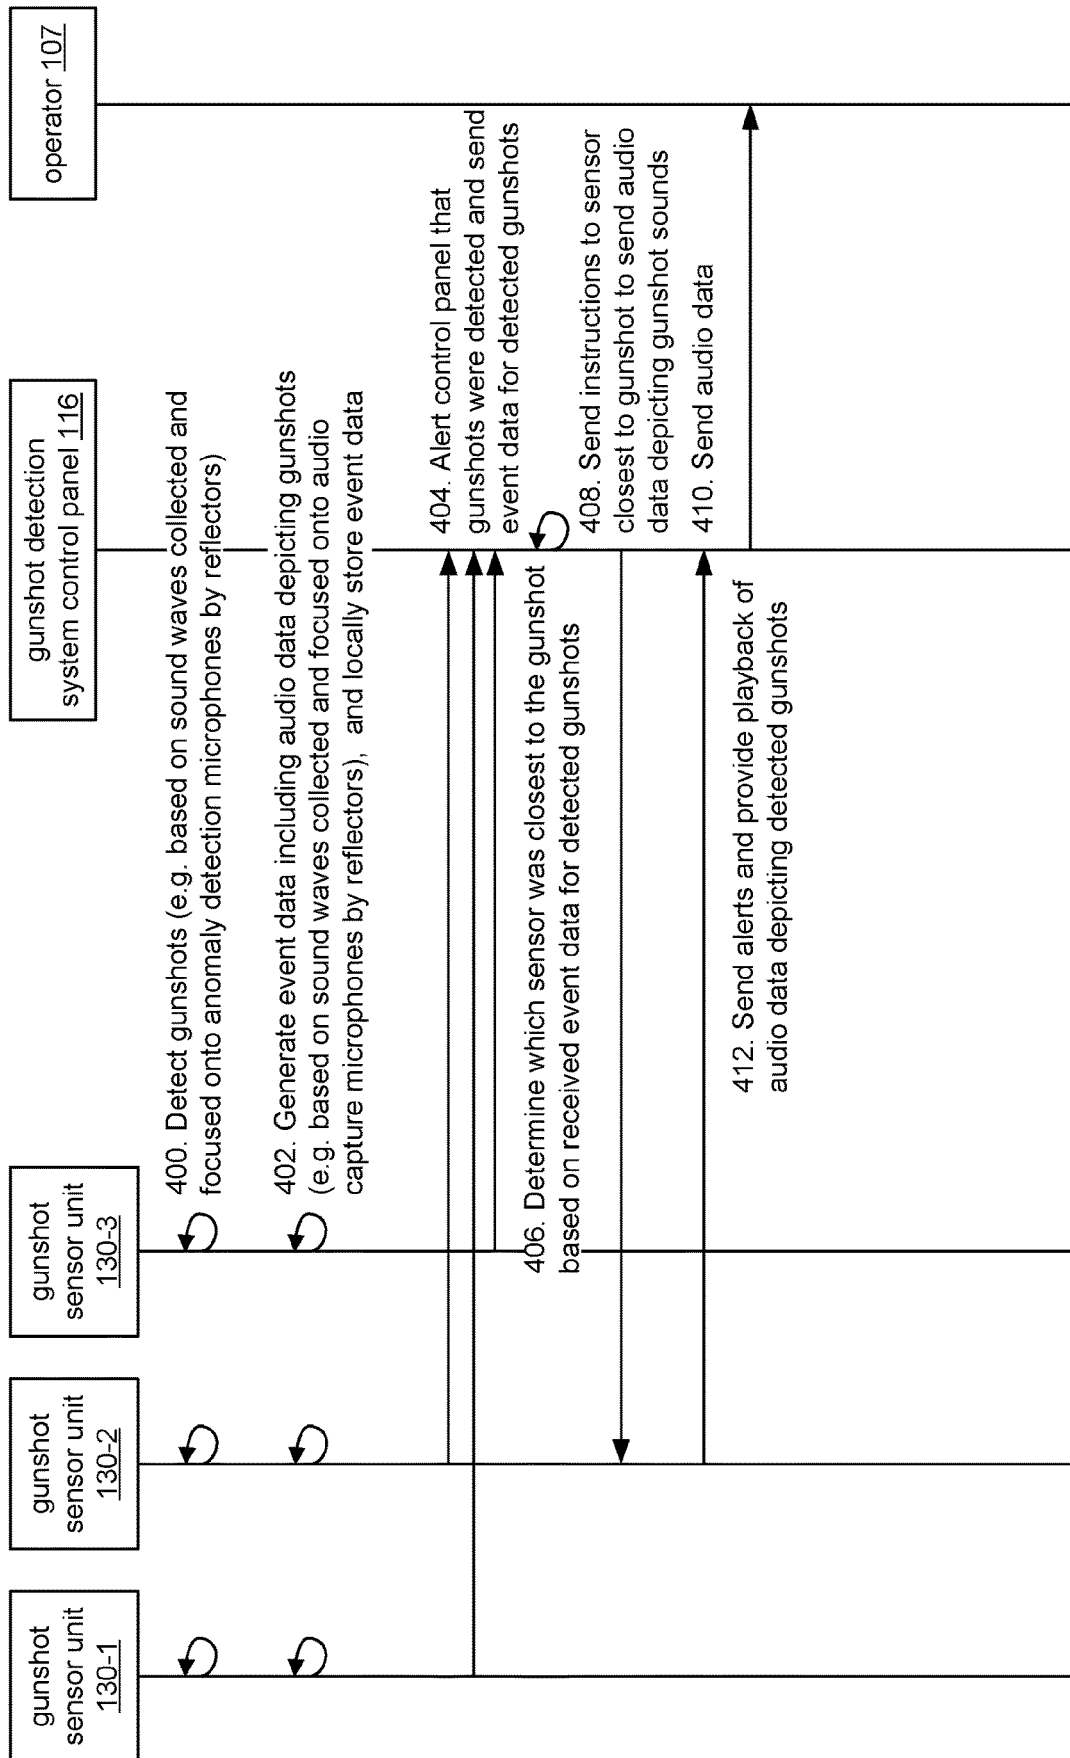 gunshot
sensor unit
130-1
gunshot
sensor unit
130-2
gunshot
sensor unit
130-3
gunshot detection
system control panel 116
operator 107
400. Detect gunshots (e.g. based on sound waves collected and
focused onto anomaly detection microphones by reflectors)
402. Generate event data including audio data depicting gunshots
(e.g. based on sound waves collected and focused onto audio
capture microphones by reflectors), and locally store event data
404. Alert control panel that
gunshots were detected and send
event data for detected gunshots
406. Determine which sensor was closest to the gunshot
based on received event data for detected gunshots
408. Send instructions to sensor
closest to gunshot to send audio
data depicting gunshot sounds
410. Send audio data
412. Send alerts and provide playback of
audio data depicting detected gunshots